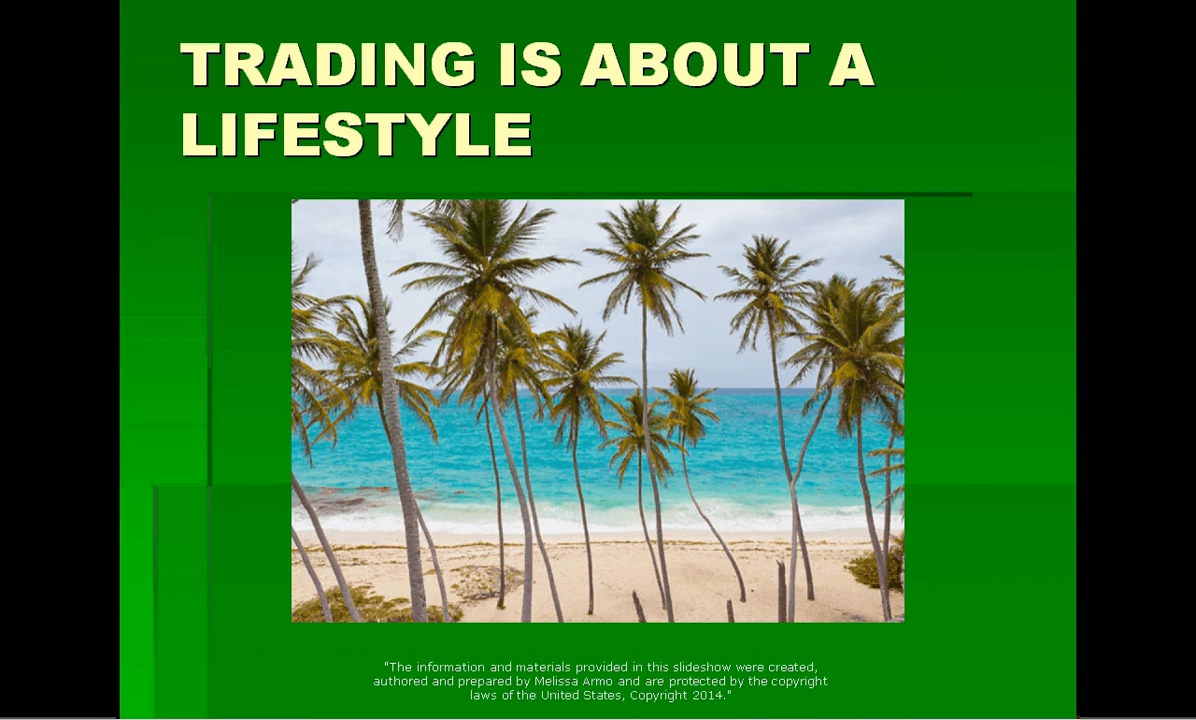 TRADING IS ABOUT A
LIFESTYLE
"The information and materials provided in this slideshow were created,
authored and prepared by Melissa Armo and are protected by the copyright
laws of the United States, Copyright 2014."